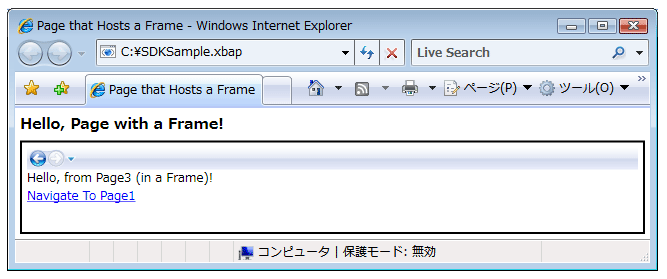 Page that Hosts a Frame - Windows Internet Explorer
C:¥SDKSample.xbap
Live Search
Page that Hosts a Frame
ページ(P)
ツール(O)
Hello, Page with a Frame!
Hello, from Page3 (in a Frame)!
Navigate To Page1
コンピュータ | 保護モード: 無効